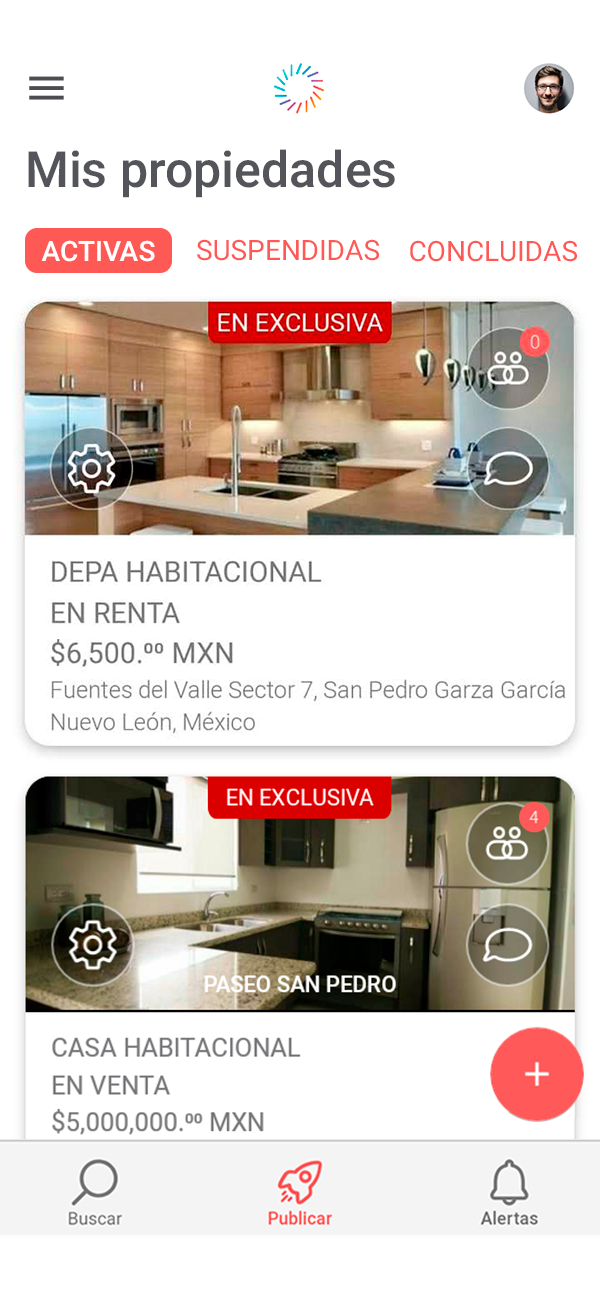 Mis propiedades
ACTIVAS SUSPENDIDAS CONCLUIDAS
EN EXCLUSIVA
0
DEPA HABITACIONAL
EN RENTA
$6,500.⁰⁰ MXN
Fuentes del Valle Sector 7, San Pedro Garza García
Nuevo León, México
EN EXCLUSIVA
4
PASEO SAN PEDRO
CASA HABITACIONAL
EN VENTA
$5,000,000.⁰⁰ MXN
+
Buscar Publicar Alertas